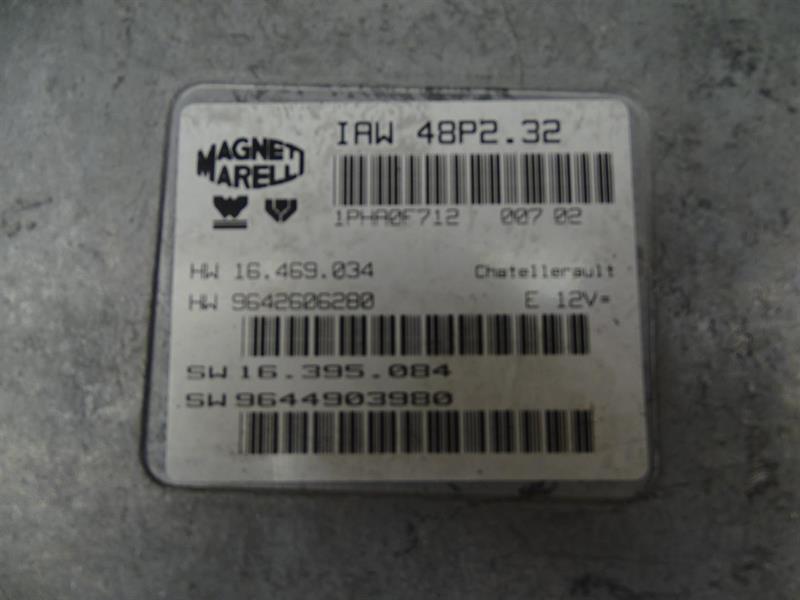 MAGNETI
MARELLI
IAW 48P2.32
1PHA0F712 007 02
HW 16.469.034 Chatellerault
HW 9642606280 E 12V=
SW 16.395.084
SW 9644903980